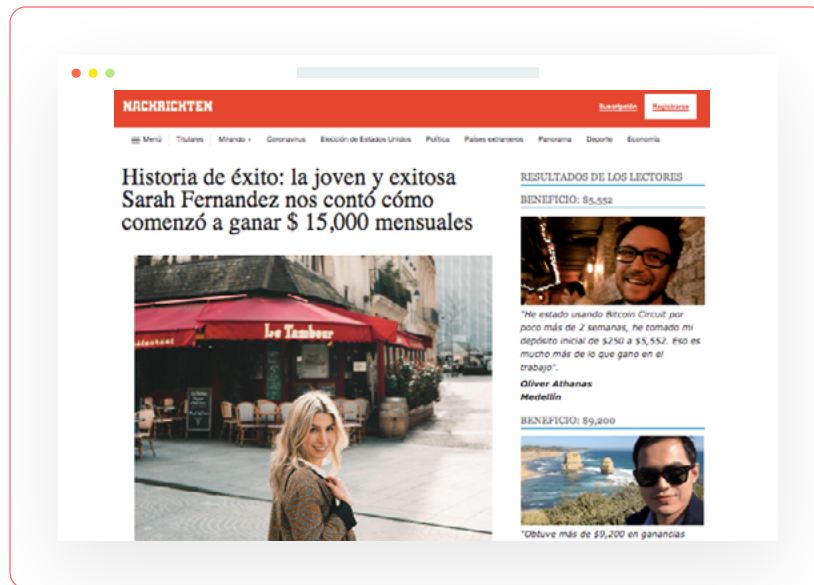 NACHRICHTEN
Suscripción
Registrarse
Menú
Titulares
Mirando +
Coronavirus
Elección de Estados Unidos
Política
Países extranjeros
Panorama
Deporte
Economía
Historia de éxito: la joven y exitosa
Sarah Fernandez nos contó cómo
comenzó a ganar $ 15,000 mensuales
Le Tambour
RESULTADOS DE LOS LECTORES
BENEFICIO: $5,552
"He estado usando Bitcoin Circuit por
poco más de 2 semanas, he tomado mi
depósito inicial de $250 a $5,552. Eso es
mucho más de lo que gano en el
trabajo".
Oliver Athanas
Medellín
BENEFICIO: $9,200
"Obtuve más de $9,200 en ganancias